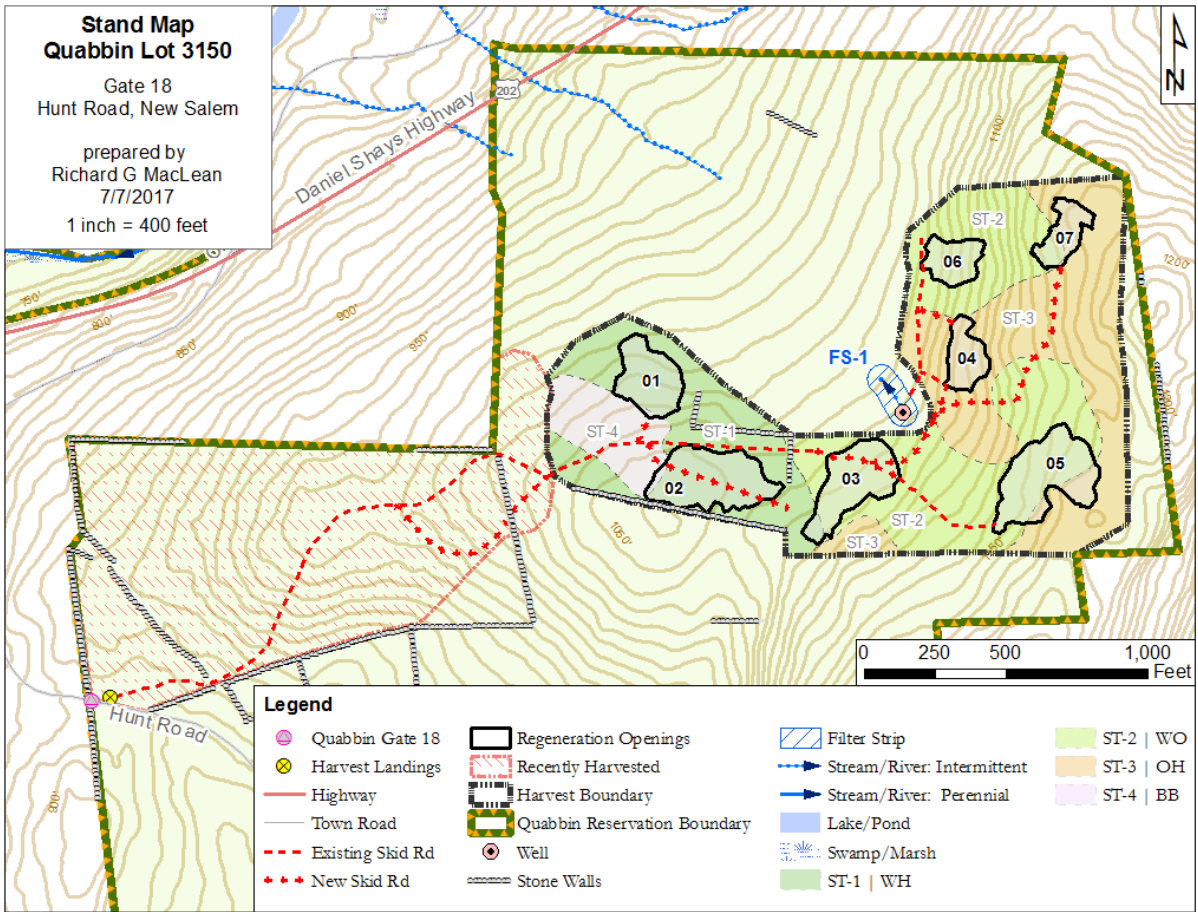 Stand Map
Quabbin Lot 3150
Gate 18
Hunt Road, New Salem
prepared by
Richard G MacLean
7/7/2017
1 inch = 400 feet
N
202
Daniel Shays Highway
1100'
1200'
750'
800'
850'
900'
950'
ST-2
07
06
ST-3
04
FS-1
01
ST-4
ST-1
02
03
05
ST-2
ST-3
1050'
Hunt Road
900'
0 250 500 1,000
Feet
Legend
Quabbin Gate 18
Harvest Landings
Highway
Town Road
Existing Skid Rd
New Skid Rd
Regeneration Openings
Recently Harvested
Harvest Boundary
Quabbin Reservation Boundary
Well
Stone Walls
Filter Strip
Stream/River: Intermittent
Stream/River: Perennial
Lake/Pond
Swamp/Marsh
ST-1 | WH
ST-2 | WO
ST-3 | OH
ST-4 | BB